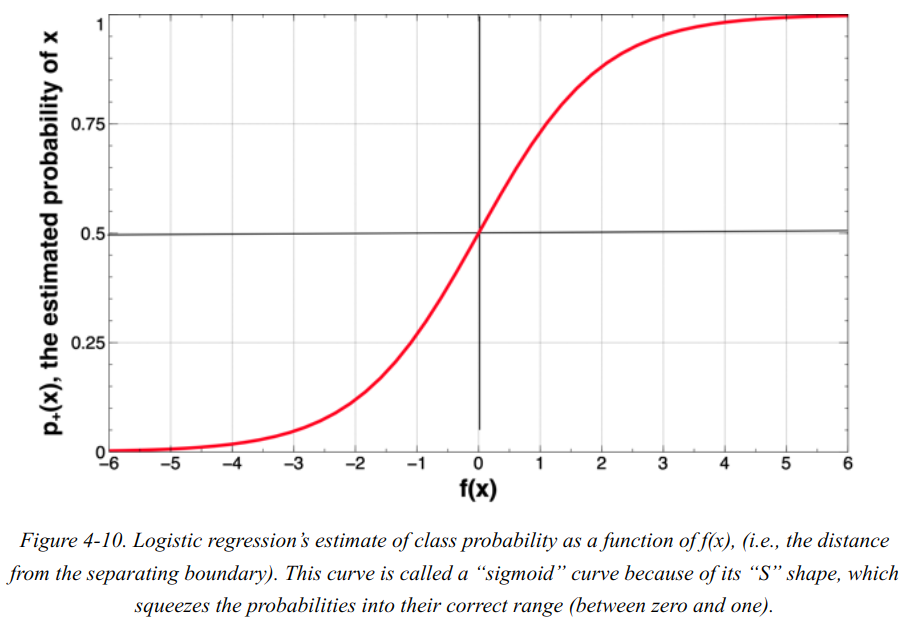 p₊(x), the estimated probability of x
1
0.75
0.5
0.25
0
−6 −5 −4 −3 −2 −1 0 1 2 3 4 5 6
f(x)
Figure 4-10. Logistic regression’s estimate of class probability as a function of f(x), (i.e., the distance
from the separating boundary). This curve is called a “sigmoid” curve because of its “S” shape, which
squeezes the probabilities into their correct range (between zero and one).